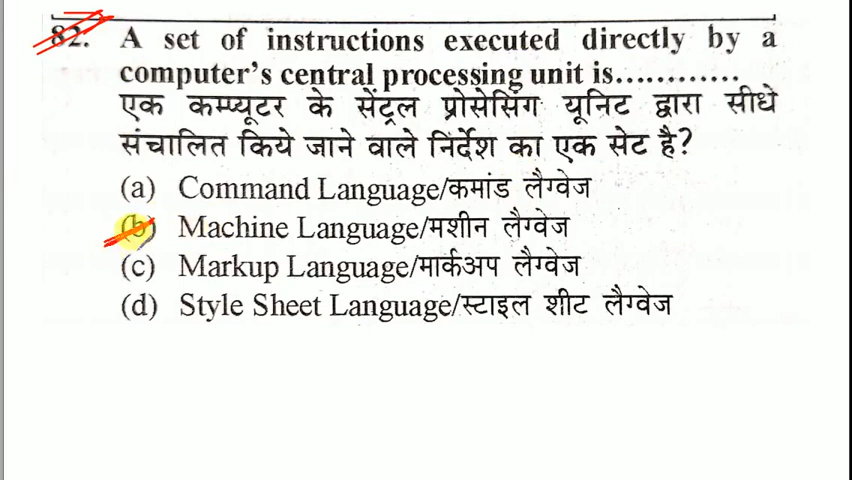 82. A set of instructions executed directly by a
computer's central processing unit is............
एक कम्प्यूटर के सेंट्रल प्रोसेसिंग यूनिट द्वारा सीधे
संचालित किये जाने वाले निर्देश का एक सेट है?
(a) Command Language/कमांड लैंग्वेज
(b) Machine Language/मशीन लैंग्वेज
(c) Markup Language/मार्कअप लैंग्वेज
(d) Style Sheet Language/स्टाइल शीट लैंग्वेज